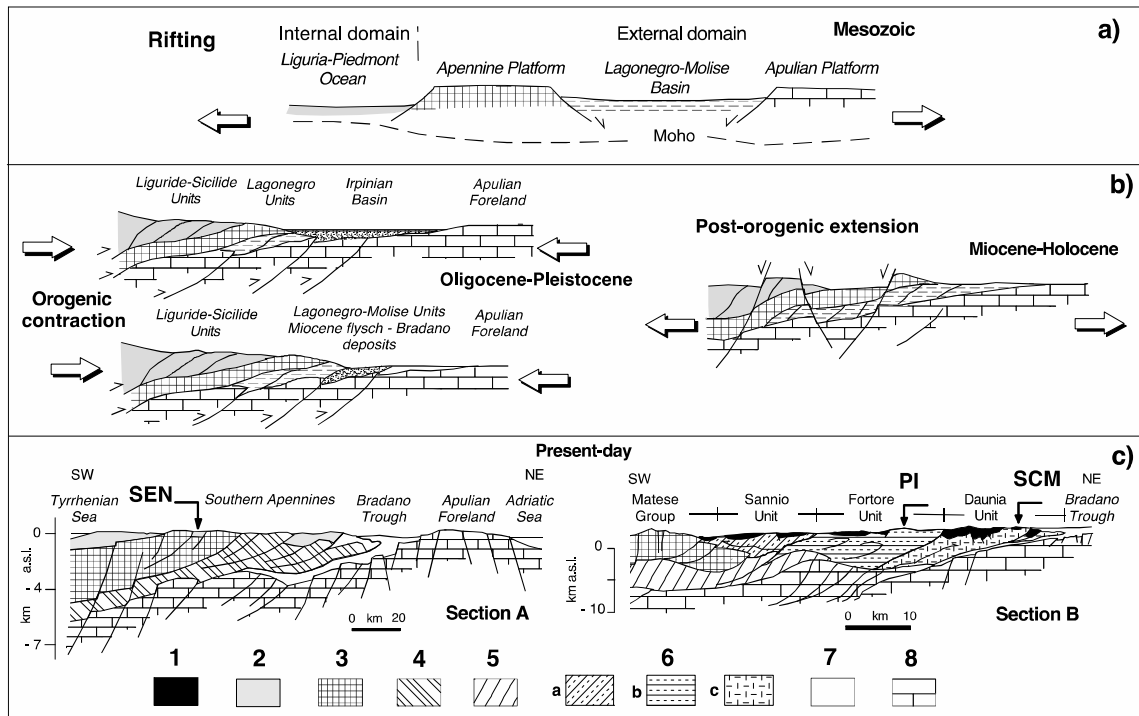 Rifting
Internal domain
External domain
Mesozoic
a)
Liguria-Piedmont
Ocean
Apennine Platform
Lagonegro-Molise
Basin
Apulian Platform
Moho
b)
Liguride-Sicilide
Units
Lagonegro
Units
Irpinian
Basin
Apulian
Foreland
Oligocene-Pleistocene
Orogenic
contraction
Liguride-Sicilide
Units
Lagonegro-Molise Units
Miocene flysch - Bradano
deposits
Apulian
Foreland
Post-orogenic extension
Miocene-Holocene
Present-day
c)
SW
NE
Tyrrhenian
Sea
SEN
Southern Apennines
Bradano
Trough
Apulian
Foreland
Adriatic
Sea
0
- 4
- 7
km a.s.l.
Section A
0 km 20
SW
NE
Matese
Group
Sannio
Unit
Fortore
Unit
PI
Daunia
Unit
SCM
Bradano
Trough
0
- 10
km a.s.l.
Section B
0 km 10
1 2 3 4 5 6 7 8
a b c